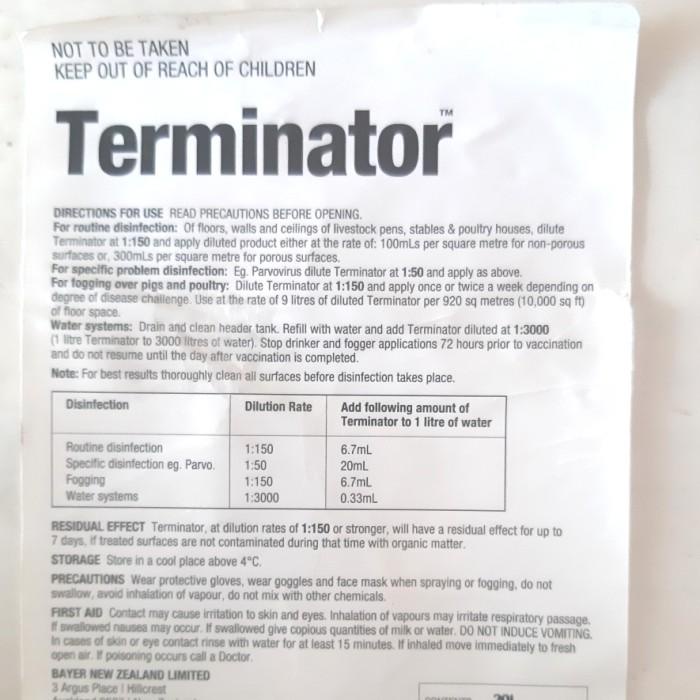 NOT TO BE TAKEN
KEEP OUT OF REACH OF CHILDREN
Terminator™
DIRECTIONS FOR USE READ PRECAUTIONS BEFORE OPENING.
For routine disinfection: Of floors, walls and ceilings of livestock pens, stables & poultry houses, dilute
Terminator at 1:150 and apply diluted product either at the rate of: 100mLs per square metre for non-porous
surfaces or, 300mLs per square metre for porous surfaces.
For specific problem disinfection: Eg. Parvovirus dilute Terminator at 1:50 and apply as above.
For fogging over pigs and poultry: Dilute Terminator at 1:150 and apply once or twice a week depending on
degree of disease challenge. Use at the rate of 9 litres of diluted Terminator per 920 sq metres (10,000 sq ft)
of floor space.
Water systems: Drain and clean header tank. Refill with water and add Terminator diluted at 1:3000
(1 litre Terminator to 3000 litres of water). Stop drinker and fogger applications 72 hours prior to vaccination
and do not resume until the day after vaccination is completed.
Note: For best results thoroughly clean all surfaces before disinfection takes place.
Disinfection Dilution Rate Add following amount of
Terminator to 1 litre of water
Routine disinfection 1:150 6.7mL
Specific disinfection eg. Parvo. 1:50 20mL
Fogging 1:150 6.7mL
Water systems 1:3000 0.33mL
RESIDUAL EFFECT Terminator, at dilution rates of 1:150 or stronger, will have a residual effect for up to
7 days, if treated surfaces are not contaminated during that time with organic matter.
STORAGE Store in a cool place above 4°C.
PRECAUTIONS Wear protective gloves, wear goggles and face mask when spraying or fogging, do not
swallow, avoid inhalation of vapour, do not mix with other chemicals.
FIRST AID Contact may cause irritation to skin and eyes. Inhalation of vapours may irritate respiratory passage.
If swallowed nausea may occur. If swallowed give copious quantities of milk or water. DO NOT INDUCE VOMITING.
In cases of skin or eye contact rinse with water for at least 15 minutes. If inhaled move immediately to fresh
open air. If poisoning occurs call a Doctor.
BAYER NEW ZEALAND LIMITED
3 Argus Place | Hillcrest